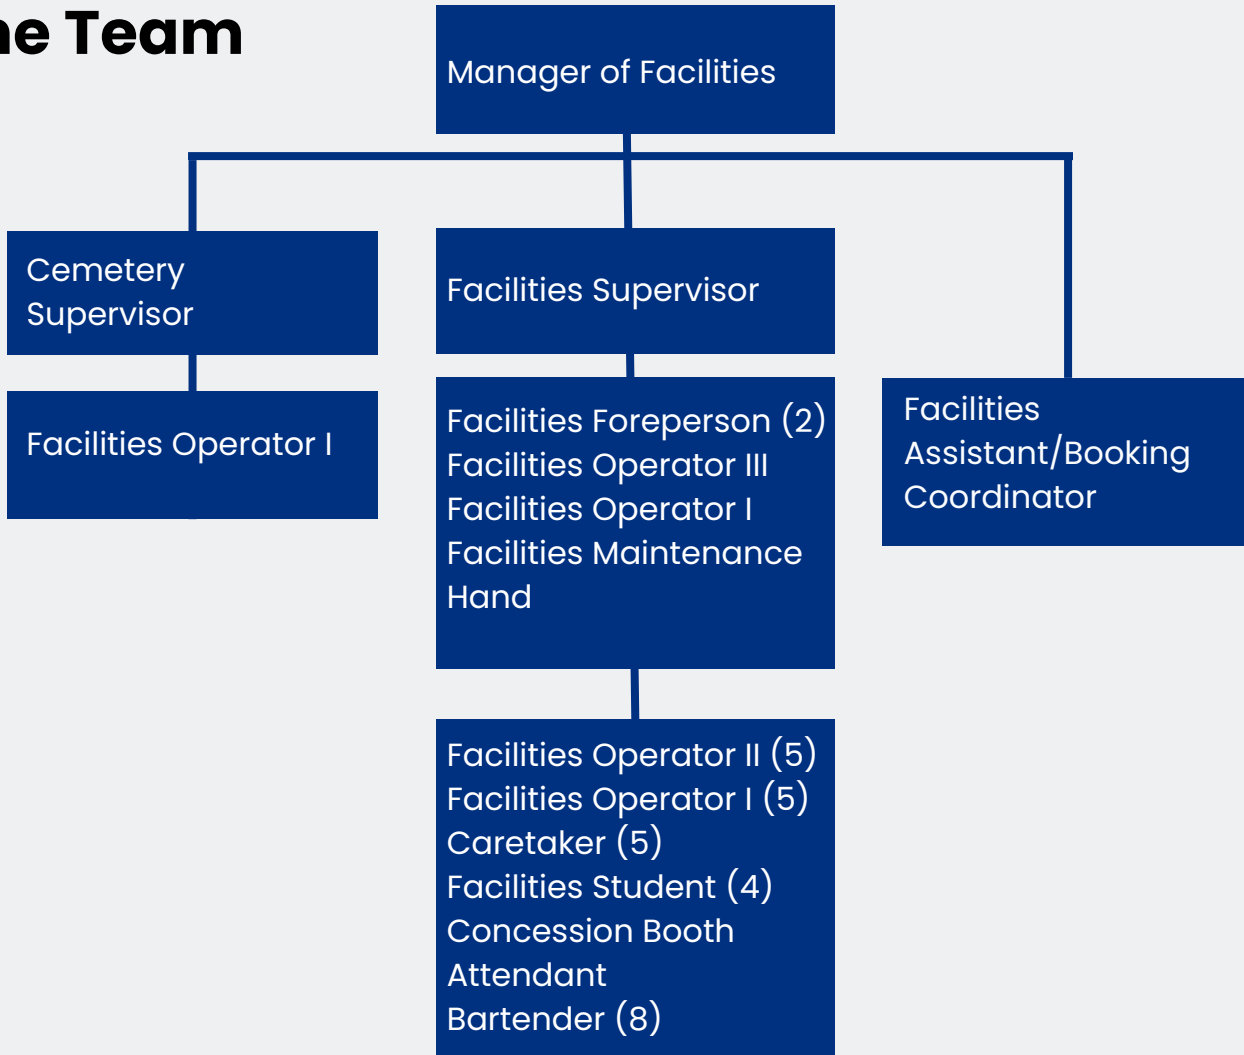 ne Team
Manager of Facilities
Cemetery
Supervisor
Facilities Supervisor
Facilities Operator I
Facilities Foreperson (2)
Facilities Operator III
Facilities Operator I
Facilities Maintenance
Hand
Facilities
Assistant/Booking
Coordinator
Facilities Operator II (5)
Facilities Operator I (5)
Caretaker (5)
Facilities Student (4)
Concession Booth
Attendant
Bartender (8)